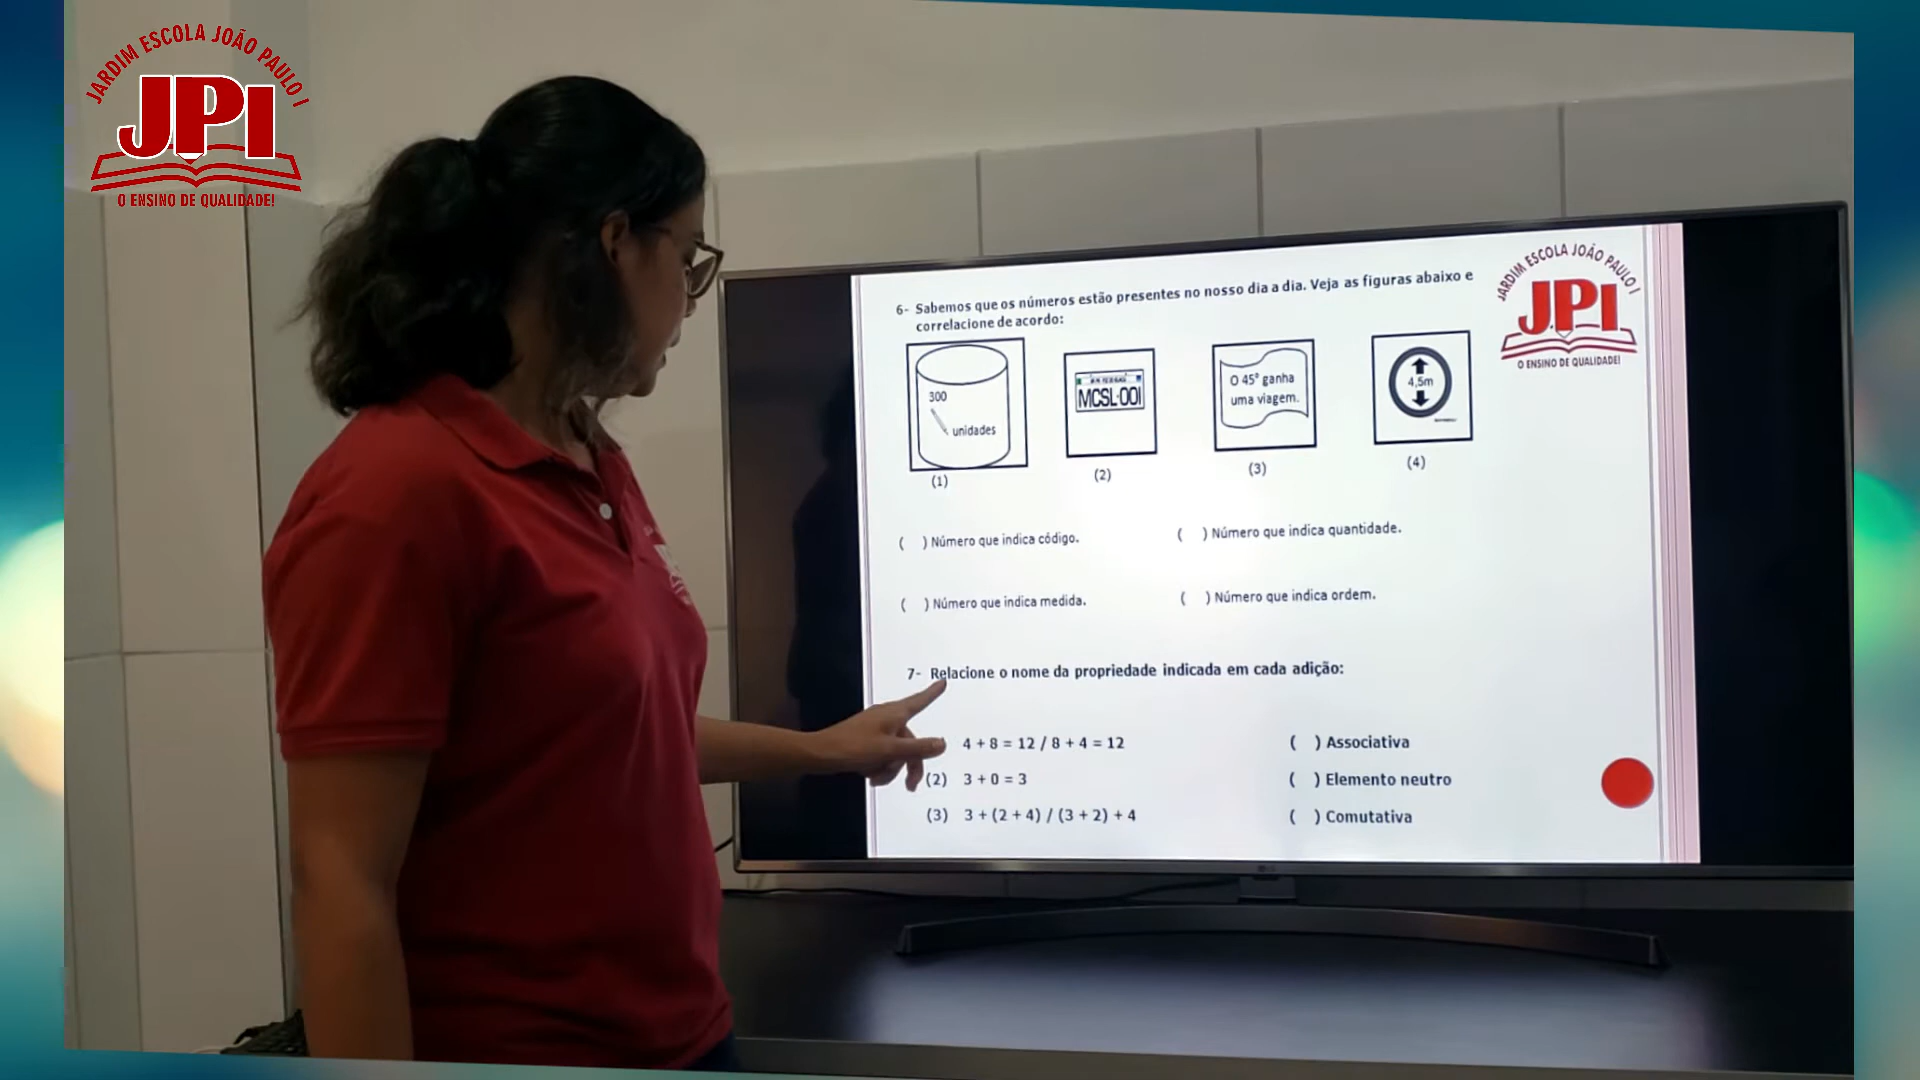 JARDIM ESCOLA JOÃO PAULO I
JPI
O ENSINO DE QUALIDADE!
JARDIM ESCOLA JOÃO PAULO I
JPI
O ENSINO DE QUALIDADE!
6- Sabemos que os números estão presentes no nosso dia a dia. Veja as figuras abaixo e
correlacione de acordo:
300
unidades
MCSL·001
O 45° ganha
uma viagem.
4,5m
(1)
(2)
(3)
(4)
( ) Número que indica código.
( ) Número que indica quantidade.
( ) Número que indica medida.
( ) Número que indica ordem.
7- Relacione o nome da propriedade indicada em cada adição:
4 + 8 = 12 / 8 + 4 = 12
( ) Associativa
(2) 3 + 0 = 3
( ) Elemento neutro
(3) 3 + (2 + 4) / (3 + 2) + 4
( ) Comutativa
LG